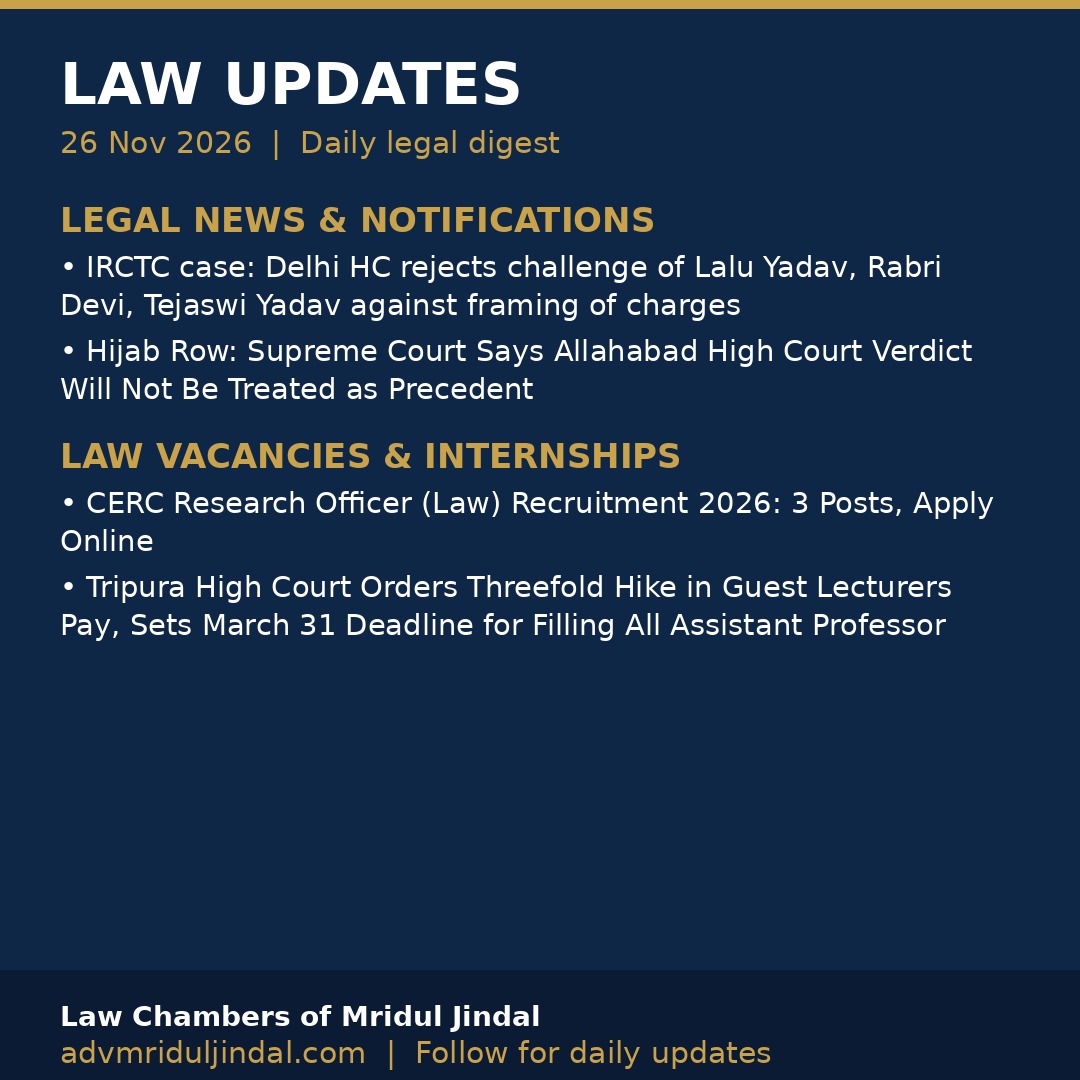 LAW UPDATES
26 Nov 2026 | Daily legal digest
LEGAL NEWS & NOTIFICATIONS
• IRCTC case: Delhi HC rejects challenge of Lalu Yadav, Rabri
Devi, Tejaswi Yadav against framing of charges
• Hijab Row: Supreme Court Says Allahabad High Court Verdict
Will Not Be Treated as Precedent
LAW VACANCIES & INTERNSHIPS
• CERC Research Officer (Law) Recruitment 2026: 3 Posts, Apply
Online
• Tripura High Court Orders Threefold Hike in Guest Lecturers
Pay, Sets March 31 Deadline for Filling All Assistant Professor
Law Chambers of Mridul Jindal
advmriduljindal.com | Follow for daily updates